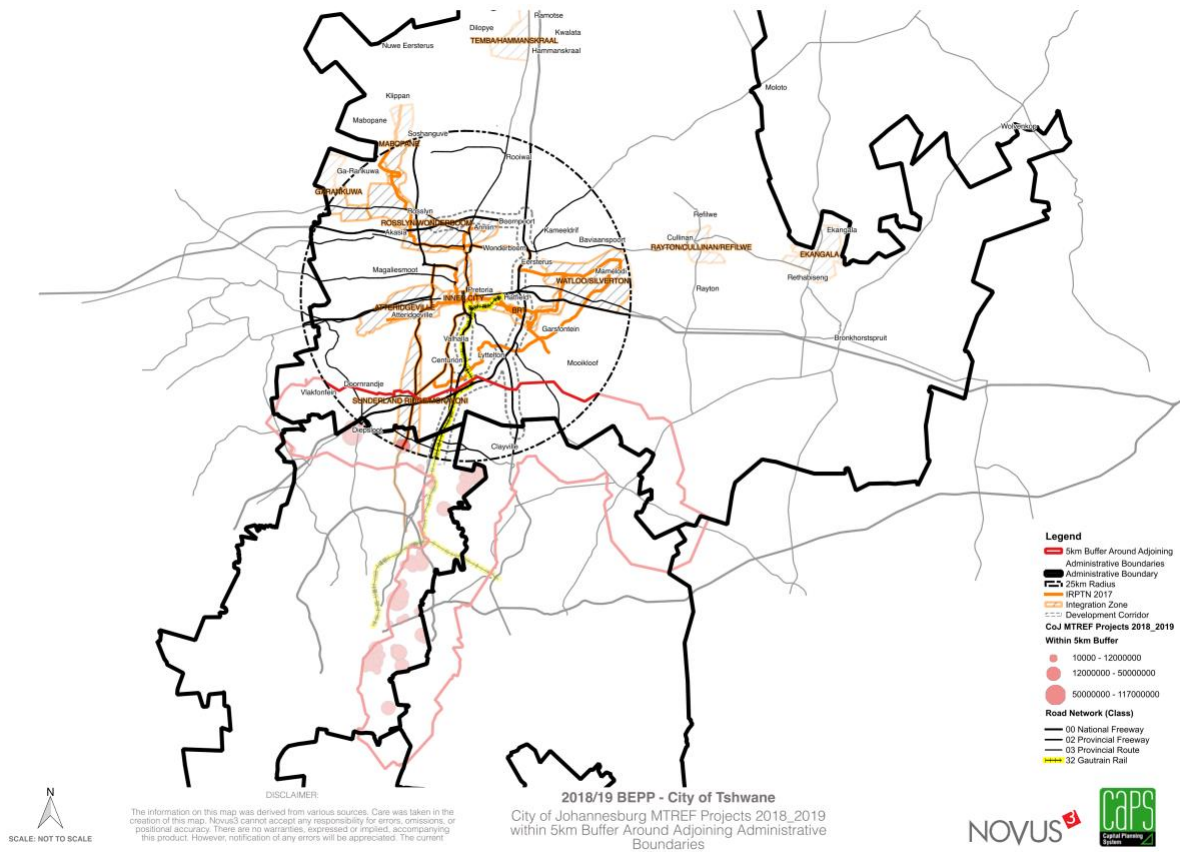 Dilopye
Ramotse
Kwalata
TEMBA/HAMMANSKRAAL
Nuwe Eersterus
Hammanskraal
Moloto
Klippan
Mabopane
Wolvenkop
Soshanguve
MABOPANE
Rooiwal
Ga-Rankuwa
GARANKUWA
Rosslyn
Refilwe
ROSSLYN/WONDERBOOM
Boompoort
Akasia
Kameeldrif
Ekangala
Cullinan
Baviaanspoort
Wonderboom
RAYTON/CULLINAN/REFILWE
EKANGALA
Eersterus
Magaliesmoot
Mamelodi
Rethabiseng
WATLOO/SILVERTON
Pretoria
Rayton
INNER CITY
Hatfield
ATTERIDGEVILLE
Atteridgeville
BRT
Garsfontein
Valhalla
Bronkhorstspruit
Lyttelton
Centurion
Mooikloof
Doornrandje
Vlakfontein
Diepsloot
Clayville
Legend
5km Buffer Around Adjoining
Administrative Boundaries
Administrative Boundary
25km Radius
IRPTN 2017
Integration Zone
Development Corridor
CoJ MTREF Projects 2018_2019
Within 5km Buffer
10000 - 12000000
12000000 - 50000000
50000000 - 117000000
Road Network (Class)
00 National Freeway
02 Provincial Freeway
03 Provincial Route
32 Gautrain Rail
N
SCALE: NOT TO SCALE
DISCLAIMER:
The information on this map was derived from various sources. Care was taken in the
creation of this map. Novus3 cannot accept any responsibility for errors, omissions, or
positional accuracy. There are no warranties, expressed or implied, accompanying
this product. However, notification of any errors will be appreciated. The current
2018/19 BEPP - City of Tshwane
City of Johannesburg MTREF Projects 2018_2019
within 5km Buffer Around Adjoining Administrative
Boundaries
NOVUS3
CAPS
Capital Planning
System